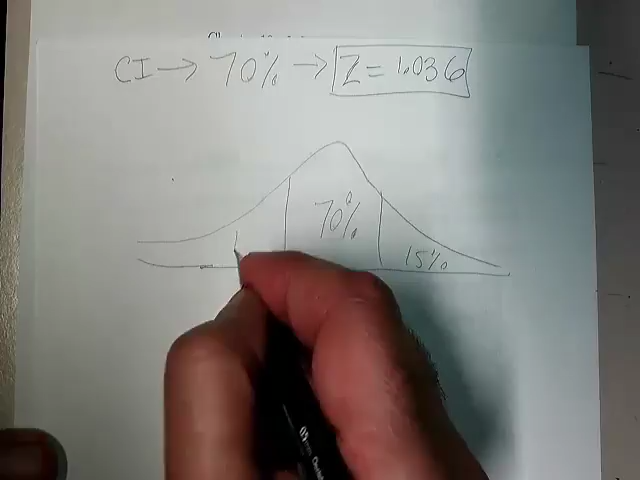 CI → 70% → Z = 1.036
70%
15%